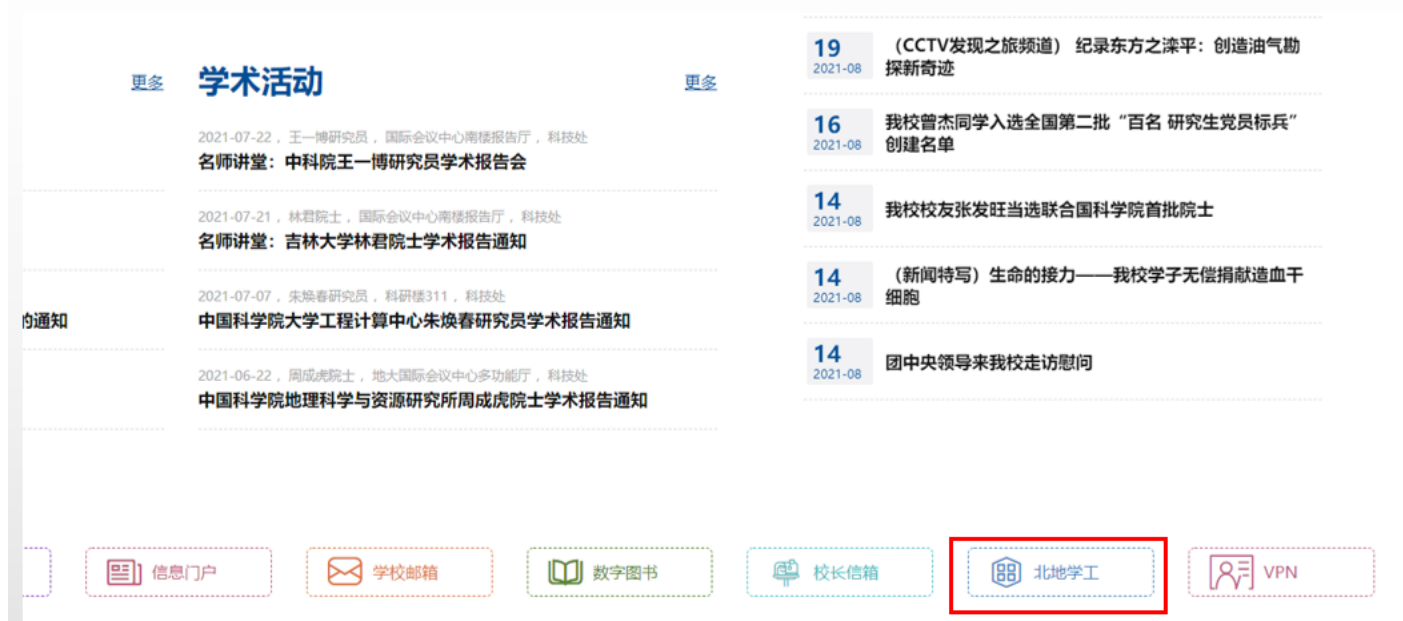 更多
的通知
学术活动
更多
2021-07-22，王一博研究员，国际会议中心南楼报告厅，科技处
名师讲堂：中科院王一博研究员学术报告会
2021-07-21，林君院士，国际会议中心南楼报告厅，科技处
名师讲堂：吉林大学林君院士学术报告通知
2021-07-07，朱焕春研究员，科研楼311，科技处
中国科学院大学工程计算中心朱焕春研究员学术报告通知
2021-06-22，周成虎院士，地大国际会议中心多功能厅，科技处
中国科学院地理科学与资源研究所周成虎院士学术报告通知
19
2021-08
（CCTV发现之旅频道） 纪录东方之滦平：创造油气勘
探新奇迹
16
2021-08
我校曾杰同学入选全国第二批“百名 研究生党员标兵”
创建名单
14
2021-08
我校校友张发旺当选联合国科学院首批院士
14
2021-08
（新闻特写）生命的接力——我校学子无偿捐献造血干
细胞
14
2021-08
团中央领导来我校走访慰问
信息门户
学校邮箱
数字图书
校长信箱
北地学工
VPN